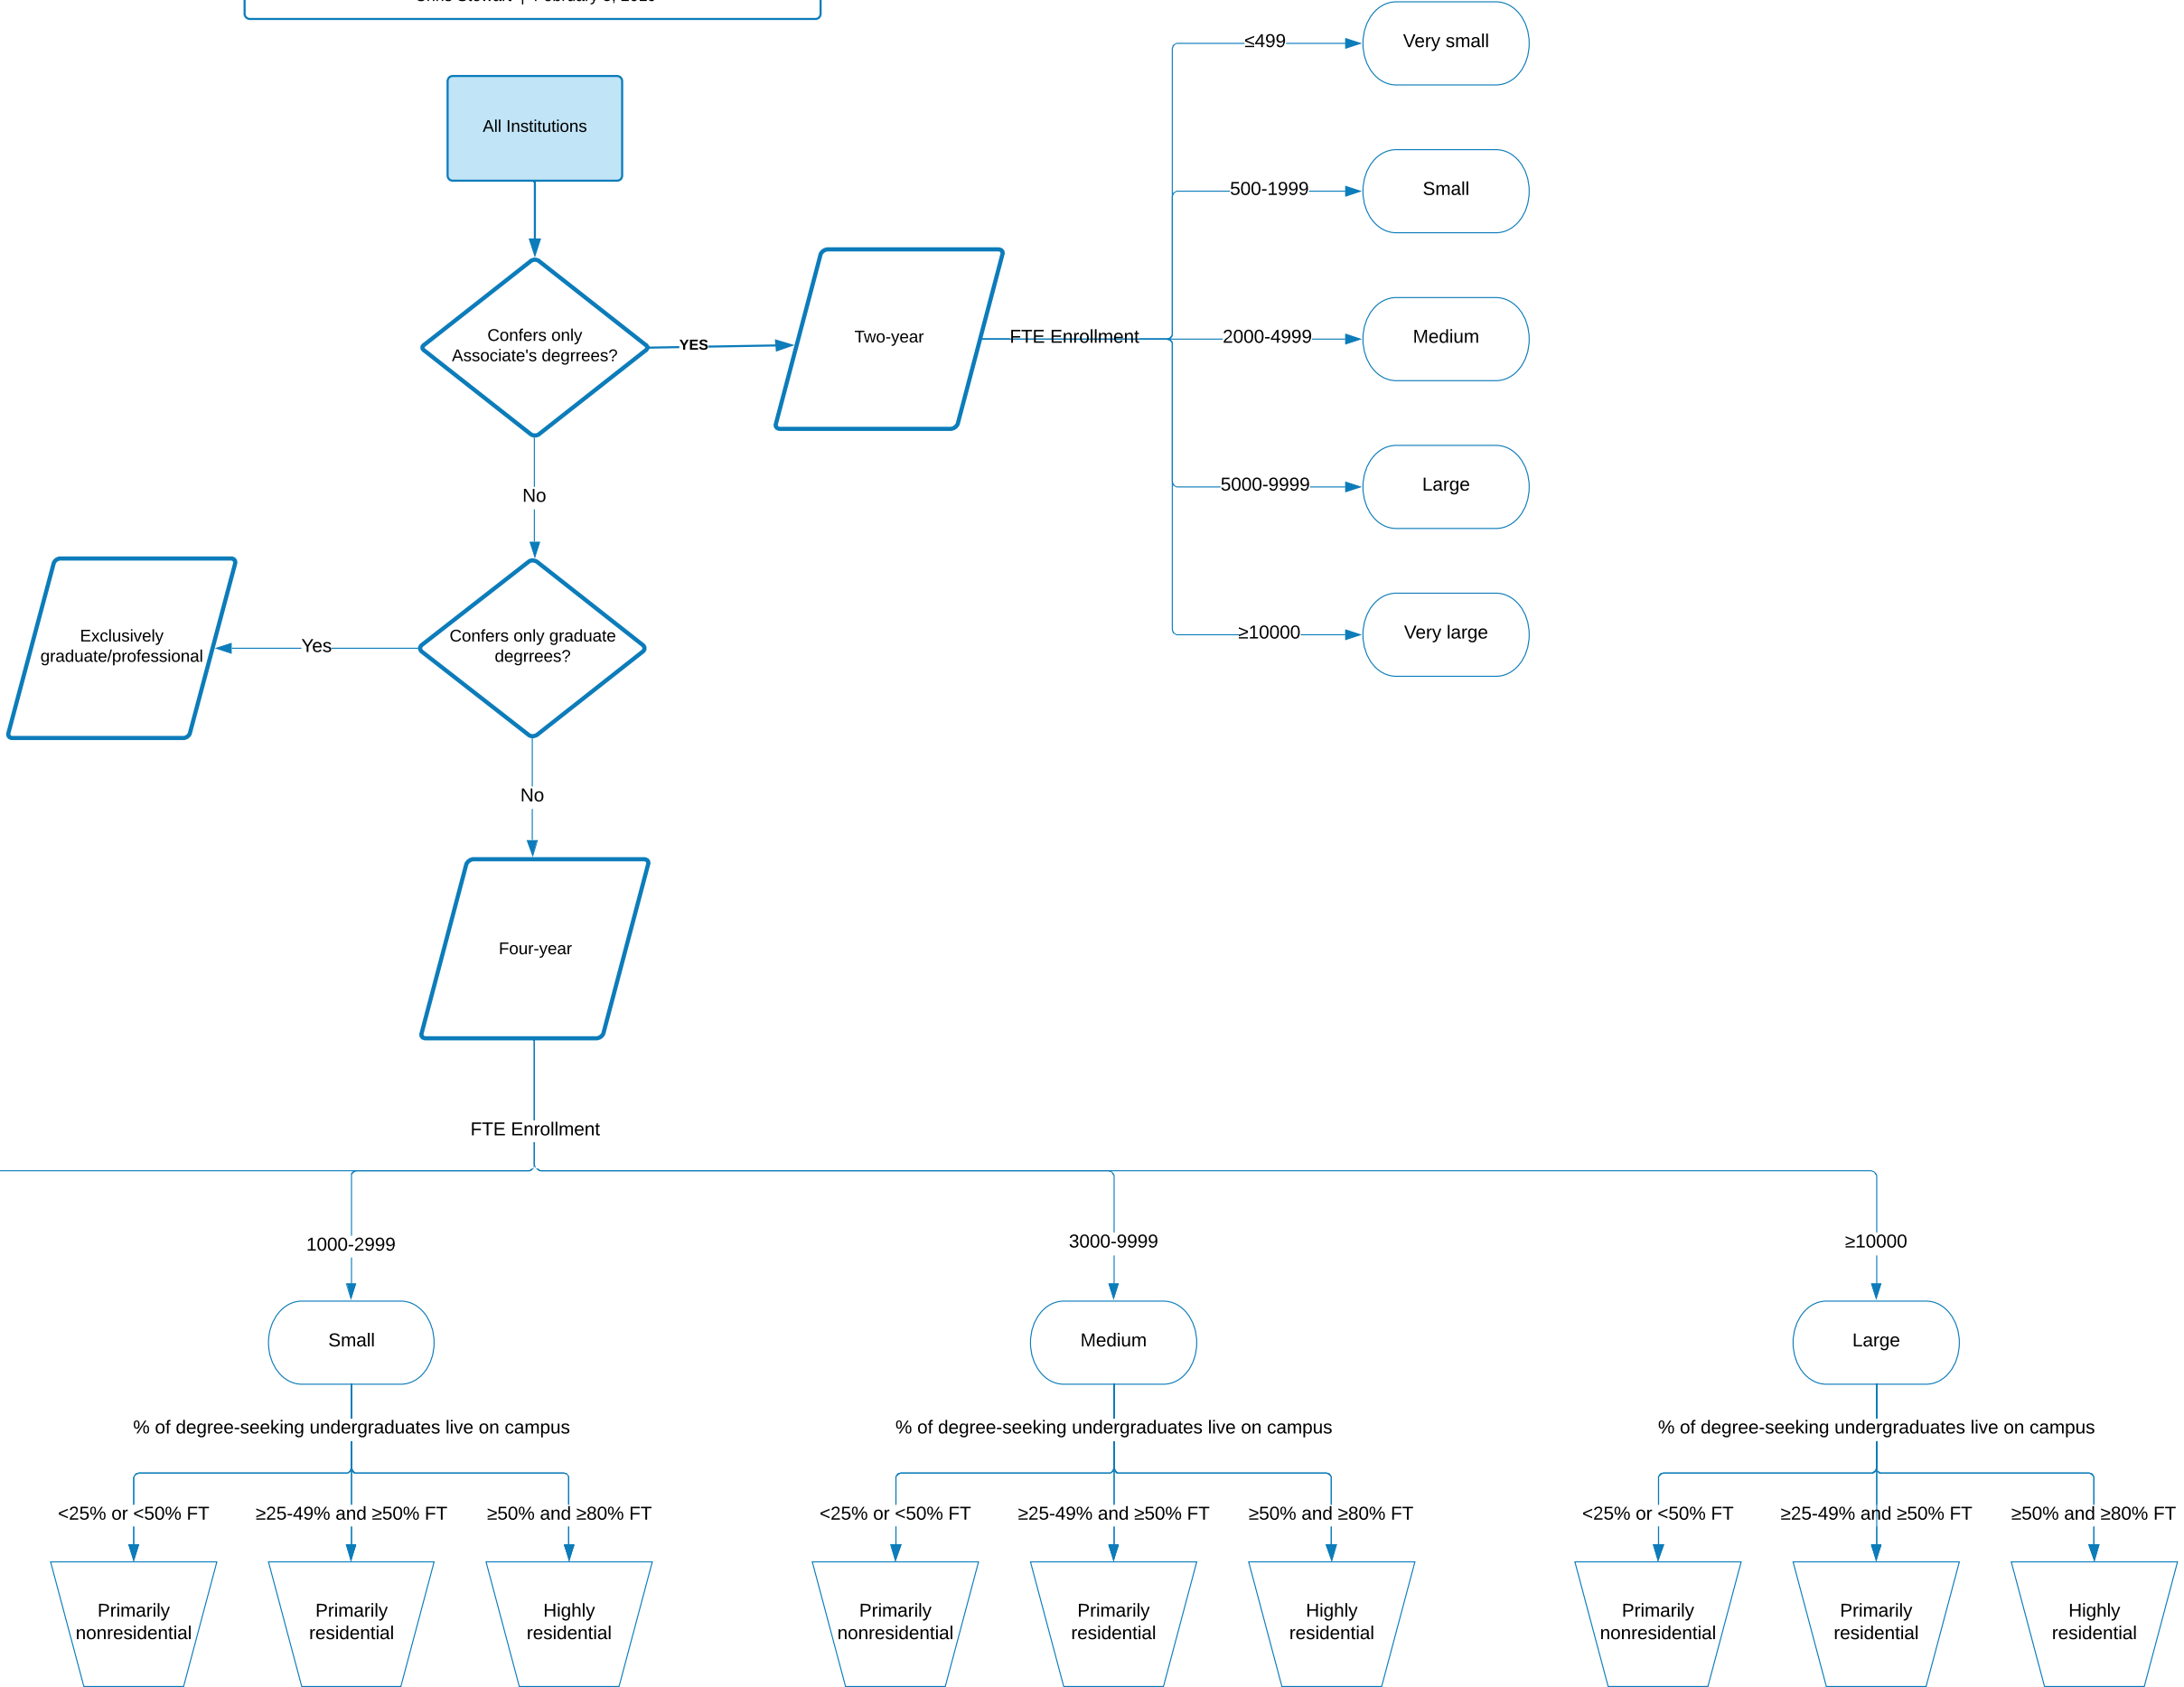 All Institutions
≤499
Very small
500-1999
Small
Confers only
Associate's degrrees?
YES
Two-year
FTE Enrollment
2000-4999
Medium
5000-9999
Large
No
≥10000
Very large
Exclusively
graduate/professional
Yes
Confers only graduate
degrrees?
No
Four-year
FTE Enrollment
1000-2999
3000-9999
≥10000
Small
Medium
Large
% of degree-seeking undergraduates live on campus
% of degree-seeking undergraduates live on campus
% of degree-seeking undergraduates live on campus
<25% or <50% FT
≥25-49% and ≥50% FT
≥50% and ≥80% FT
<25% or <50% FT
≥25-49% and ≥50% FT
≥50% and ≥80% FT
<25% or <50% FT
≥25-49% and ≥50% FT
≥50% and ≥80% FT
Primarily
nonresidential
Primarily
residential
Highly
residential
Primarily
nonresidential
Primarily
residential
Highly
residential
Primarily
nonresidential
Primarily
residential
Highly
residential